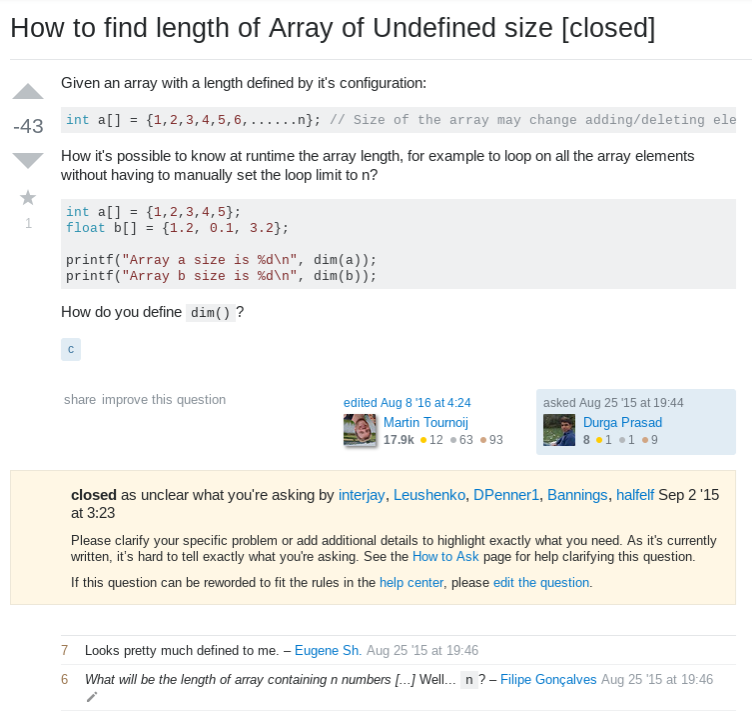 How to find length of Array of Undefined size [closed]
Given an array with a length defined by it's configuration:
-43
int a[] = {1,2,3,4,5,6,......n}; // Size of the array may change adding/deleting ele
How it's possible to know at runtime the array length, for example to loop on all the array elements
without having to manually set the loop limit to n?
1
int a[] = {1,2,3,4,5};
float b[] = {1.2, 0.1, 3.2};
printf("Array a size is %d\n", dim(a));
printf("Array b size is %d\n", dim(b));
How do you define dim() ?
c
share improve this question
edited Aug 8 '16 at 4:24
Martin Tournoij
17.9k 12 63 93
asked Aug 25 '15 at 19:44
Durga Prasad
8 1 1 9
closed as unclear what you're asking by interjay, Leushenko, DPenner1, Bannings, halfelf Sep 2 '15
at 3:23
Please clarify your specific problem or add additional details to highlight exactly what you need. As it's currently
written, it’s hard to tell exactly what you're asking. See the How to Ask page for help clarifying this question.
If this question can be reworded to fit the rules in the help center, please edit the question.
7 Looks pretty much defined to me. – Eugene Sh. Aug 25 '15 at 19:46
6 What will be the length of array containing n numbers [...] Well... n ? – Filipe Gonçalves Aug 25 '15 at 19:46